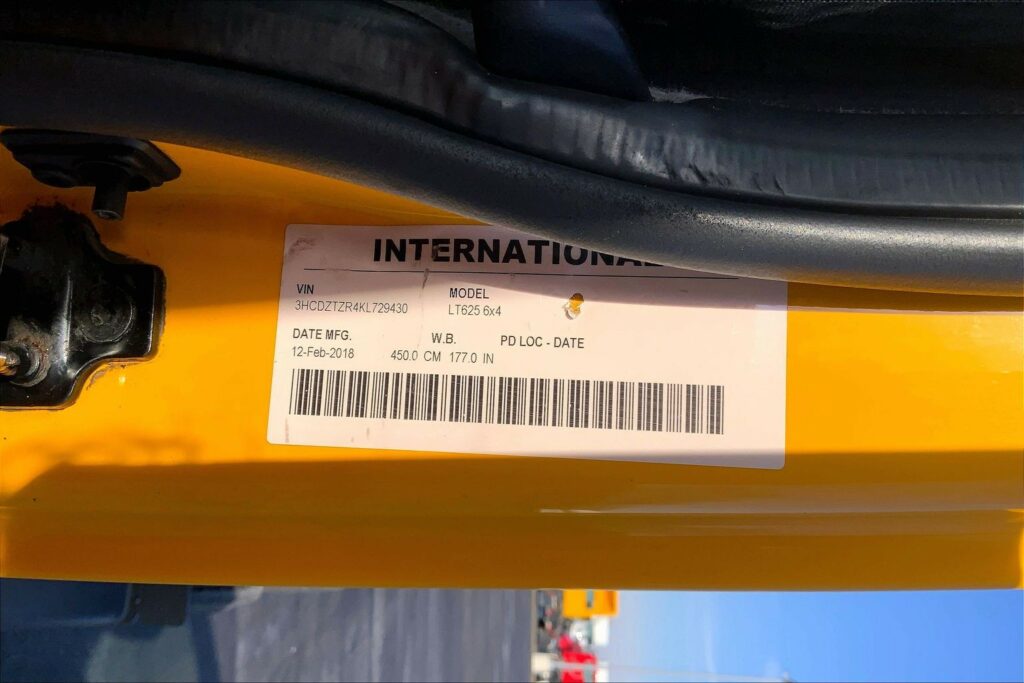 INTERNATIONAL
VIN MODEL
3HCDZTZR4KL729430 LT625 6x4
DATE MFG. W.B. PD LOC - DATE
12-Feb-2018 450.0 CM 177.0 IN